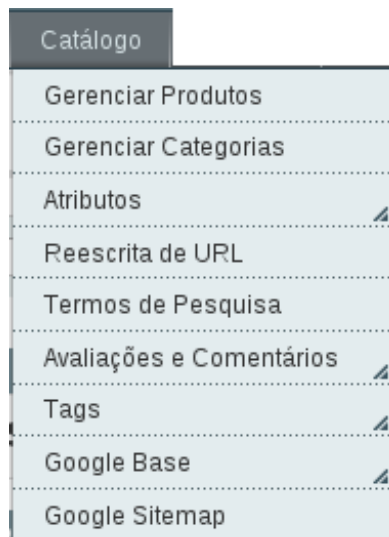 Catálogo
Gerenciar Produtos
Gerenciar Categorias
Atributos
Reescrita de URL
Termos de Pesquisa
Avaliações e Comentários
Tags
Google Base
Google Sitemap